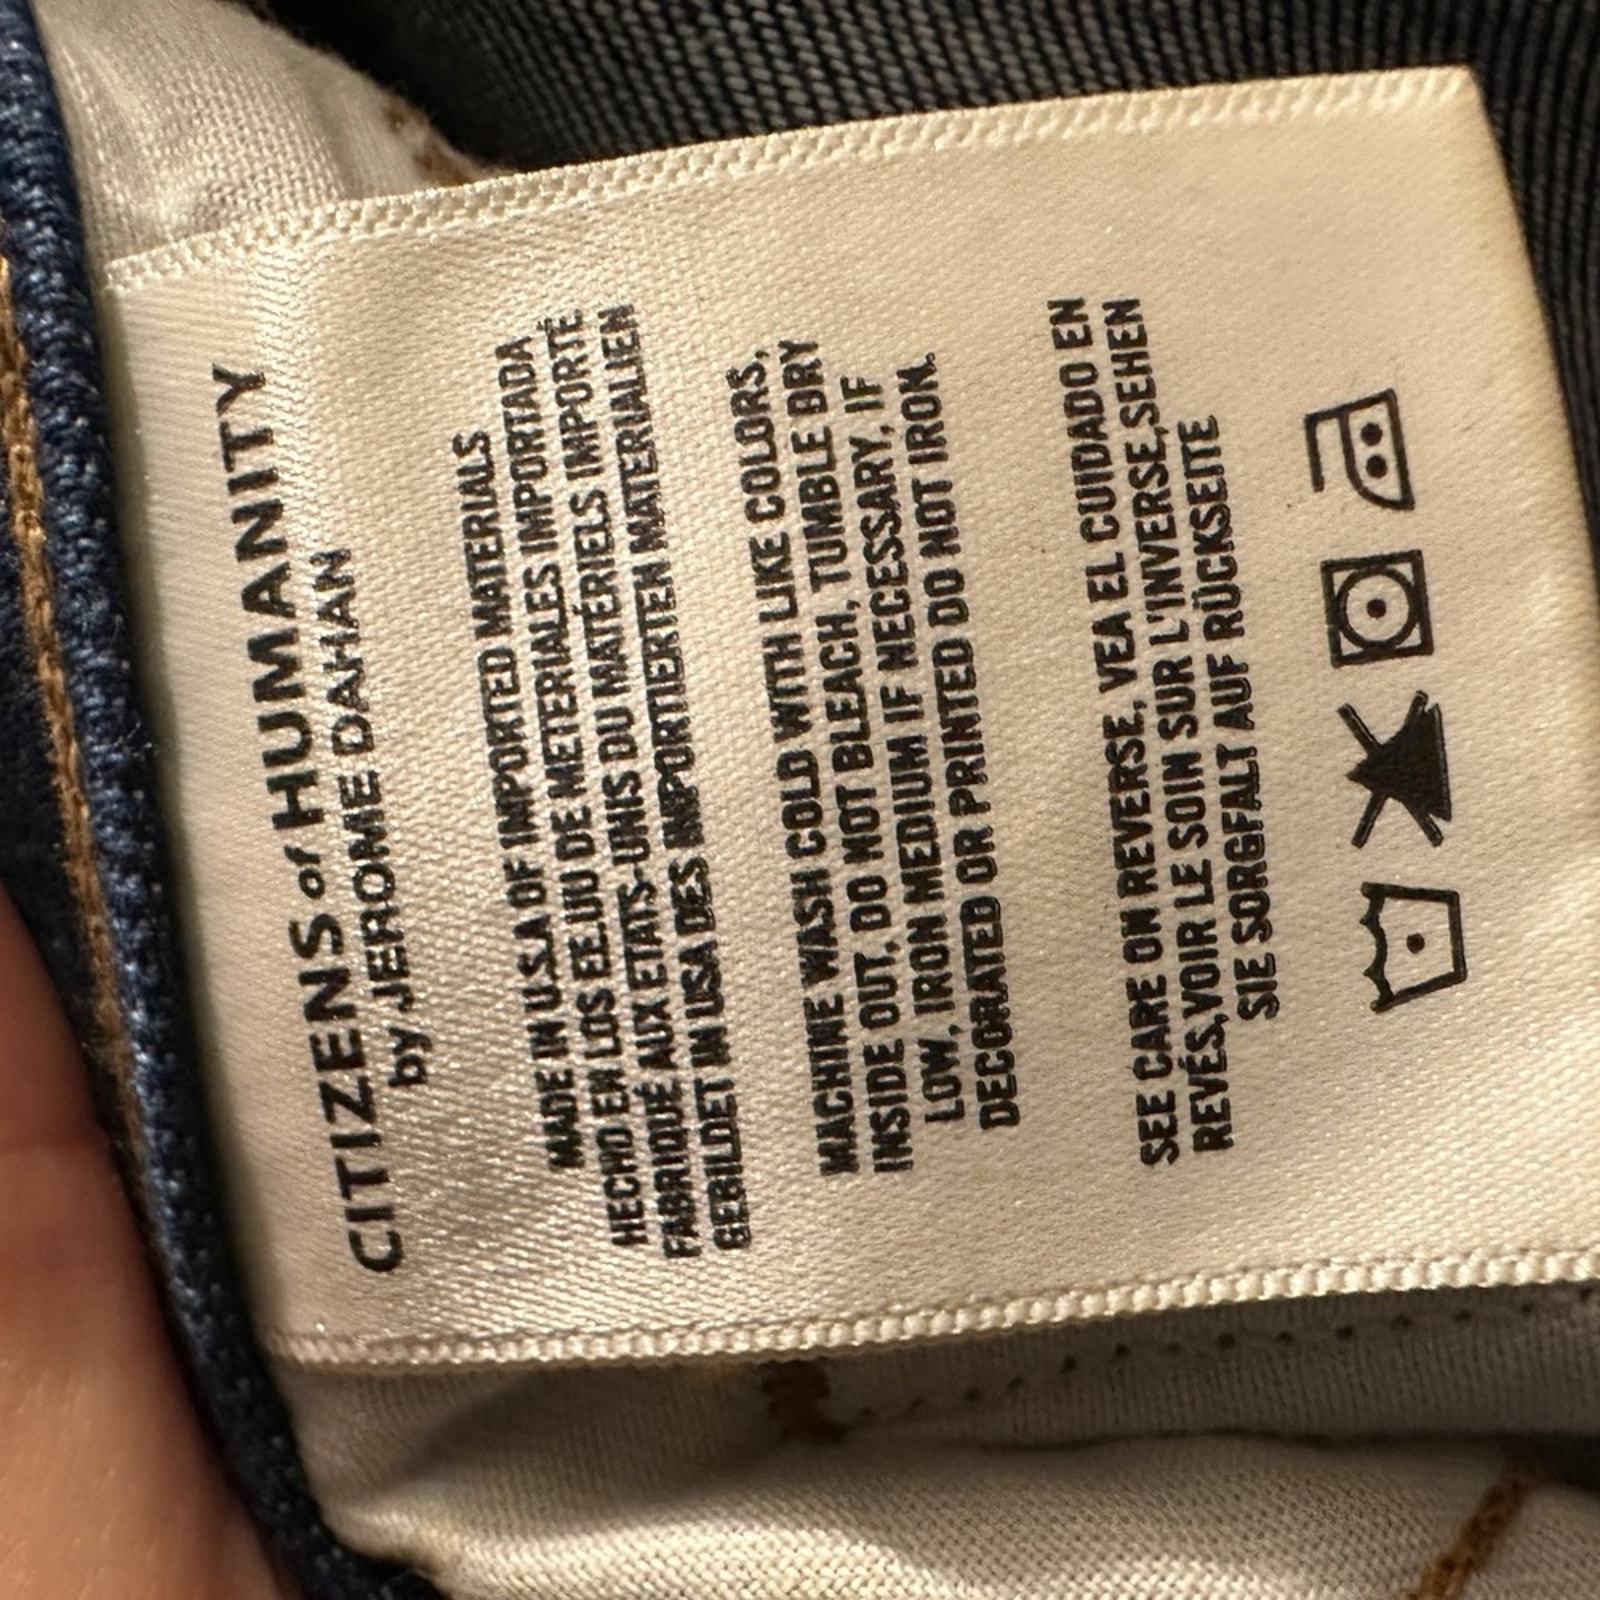 CITIZENS of HUMANITY
by JEROME DAHAN
MADE IN U.S.A OF IMPORTED MATERIALS
HECHO EN LOS EE.UU DE METERIALES IMPORTADA
FABRIQUÉ AUX ETATS-UNIS DU MATÉRIELS IMPORTÉ
GEBILDET IN USA DES INPORTIERTEN MATERIALIEN
MACHINE WASH COLD WITH LIKE COLORS,
INSIDE OUT, DO NOT BLEACH, TUMBLE DRY
LOW, IRON MEDIUM IF NECESSARY, IF
DECORATED OR PRINTED DO NOT IRON.
SEE CARE ON REVERSE, VEA EL CUIDADO EN
REVÉS,VOIR LE SOIN SUR L'INVERSE,SEHEN
SIE SORGFALT AUF RÜCKSEITE